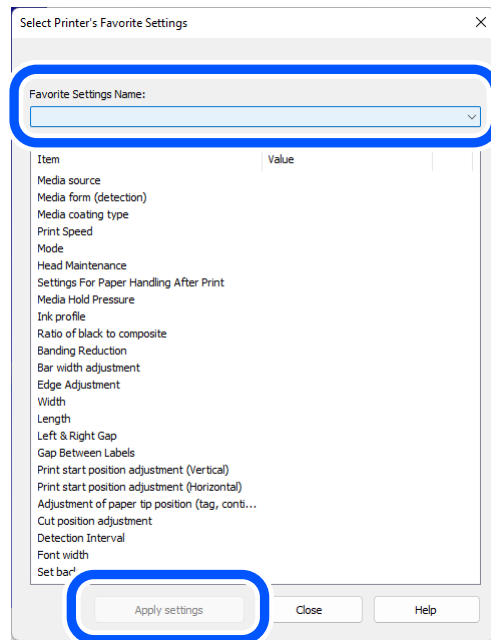 Select Printer's Favorite Settings
Favorite Settings Name:
Item Value
Media source
Media form (detection)
Media coating type
Print Speed
Mode
Head Maintenance
Settings For Paper Handling After Print
Media Hold Pressure
Ink profile
Ratio of black to composite
Banding Reduction
Bar width adjustment
Edge Adjustment
Width
Length
Left & Right Gap
Gap Between Labels
Print start position adjustment (Vertical)
Print start position adjustment (Horizontal)
Adjustment of paper tip position (tag, conti...
Cut position adjustment
Detection Interval
Font width
Set
Apply settings Close Help